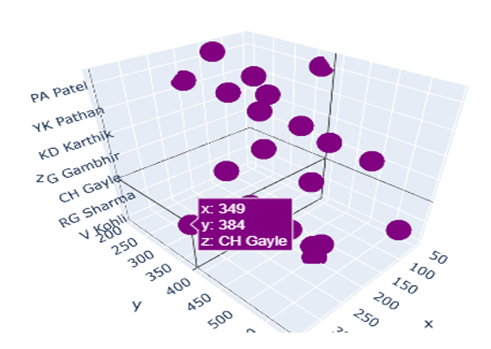 PA Patel
YK Pathan
KD Karthik
z
G Gambhir
CH Gayle
RG Sharma
V Kohli
x: 349
y: 384
z: CH Gayle
200
250
300
350
400
450
500
y
50
100
150
200
250
x